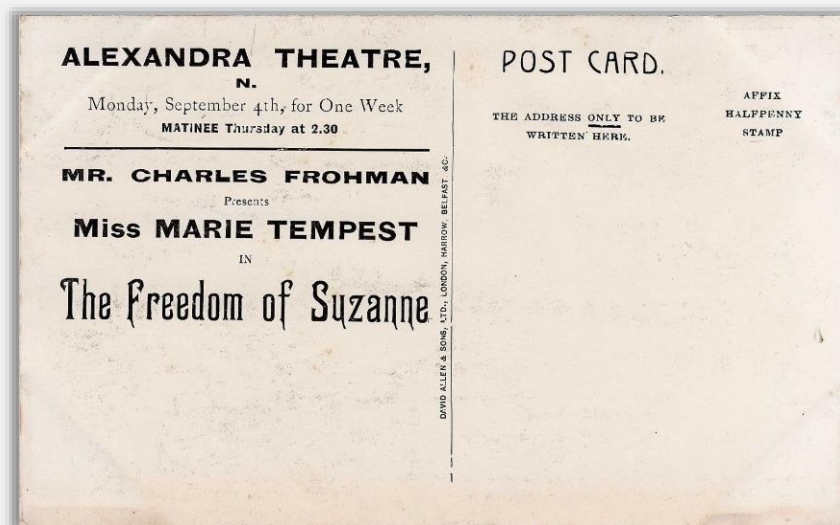 ALEXANDRA THEATRE,
N.
Monday, September 4th, for One Week
MATINEE Thursday at 2.30
MR. CHARLES FROHMAN
Presents
Miss MARIE TEMPEST
IN
The Freedom of Suzanne
DAVID ALLEN & SONS, LTD., LONDON, HARROW, BELFAST &C.
POST CARD.
THE ADDRESS ONLY TO BE
WRITTEN HERE.
AFFIX
HALFPENNY
STAMP